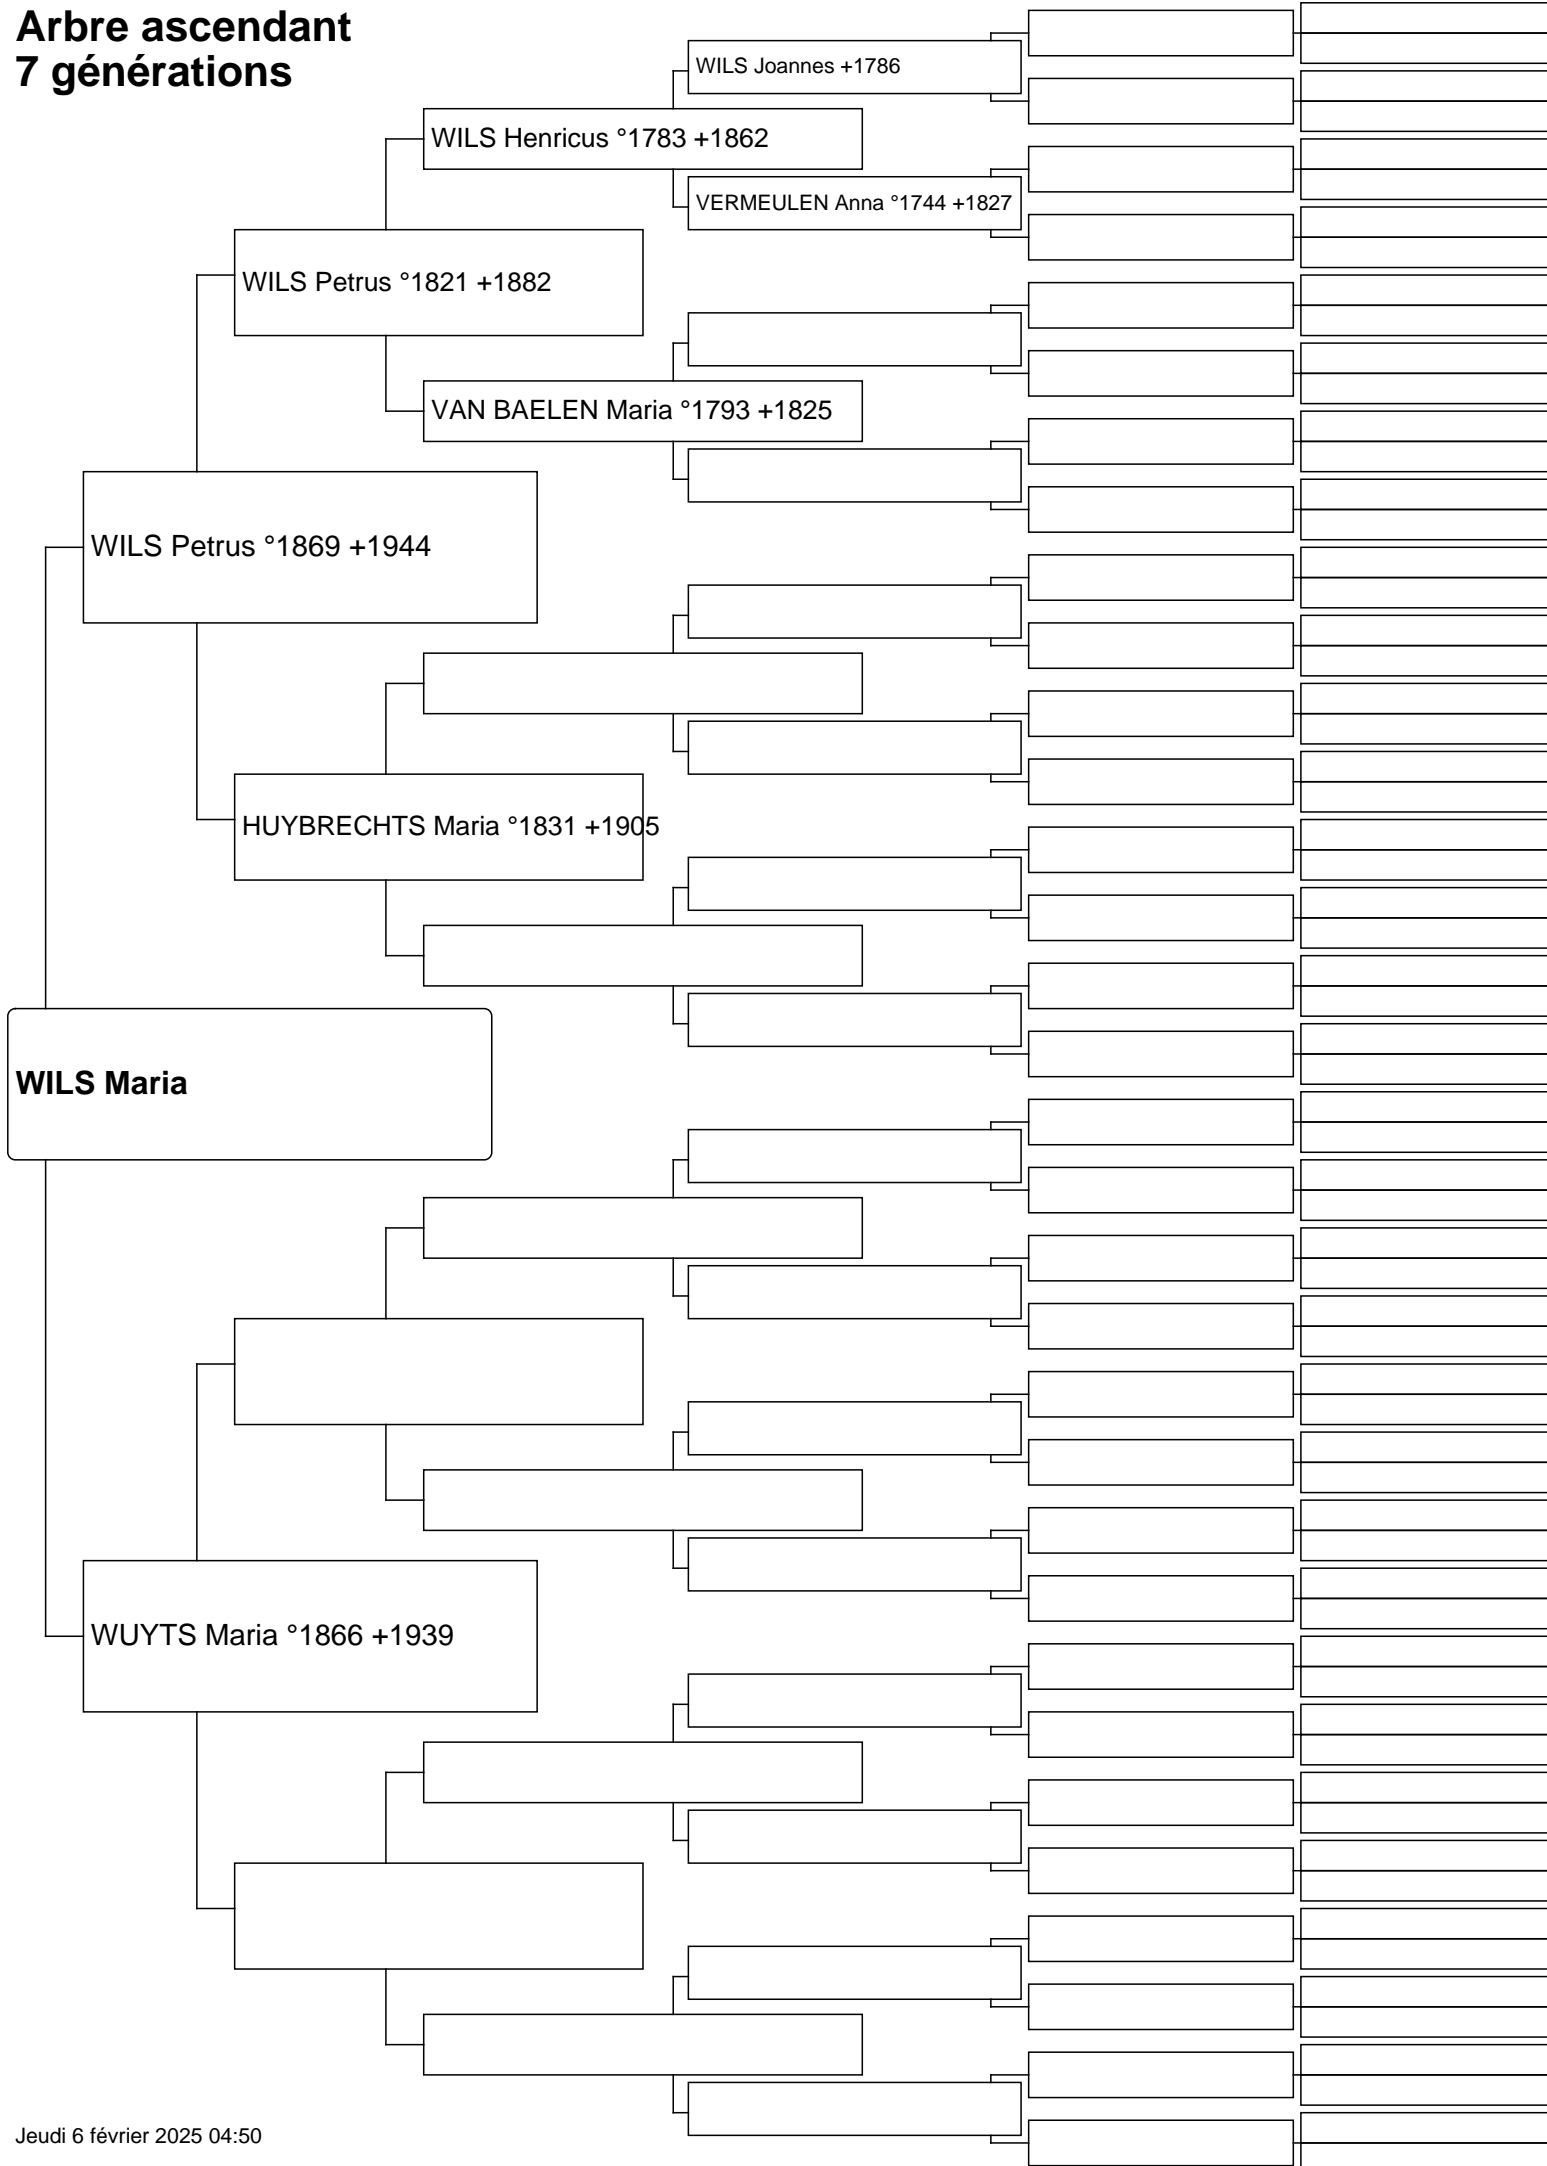 Arbre ascendant
7 générations
WILS Joannes +1786
WILS Henricus °1783 +1862
VERMEULEN Anna °1744 +1827
WILS Petrus °1821 +1882
VAN BAELEN Maria °1793 +1825
WILS Petrus °1869 +1944
HUYBRECHTS Maria °1831 +1905
WILS Maria
WUYTS Maria °1866 +1939
Jeudi 6 février 2025 04:50